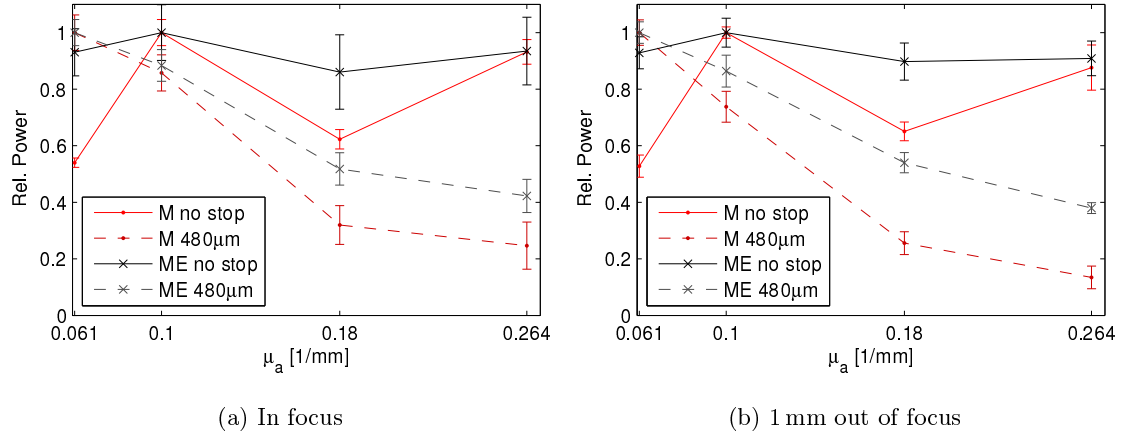 1
0.8
0.6
0.4
0.2
0
Rel. Power
M no stop
M 480μm
ME no stop
ME 480μm
0.061 0.1 0.18 0.264
μa [1/mm]
(a) In focus
1
0.8
0.6
0.4
0.2
0
Rel. Power
M no stop
M 480μm
ME no stop
ME 480μm
0.061 0.1 0.18 0.264
μa [1/mm]
(b) 1 mm out of focus